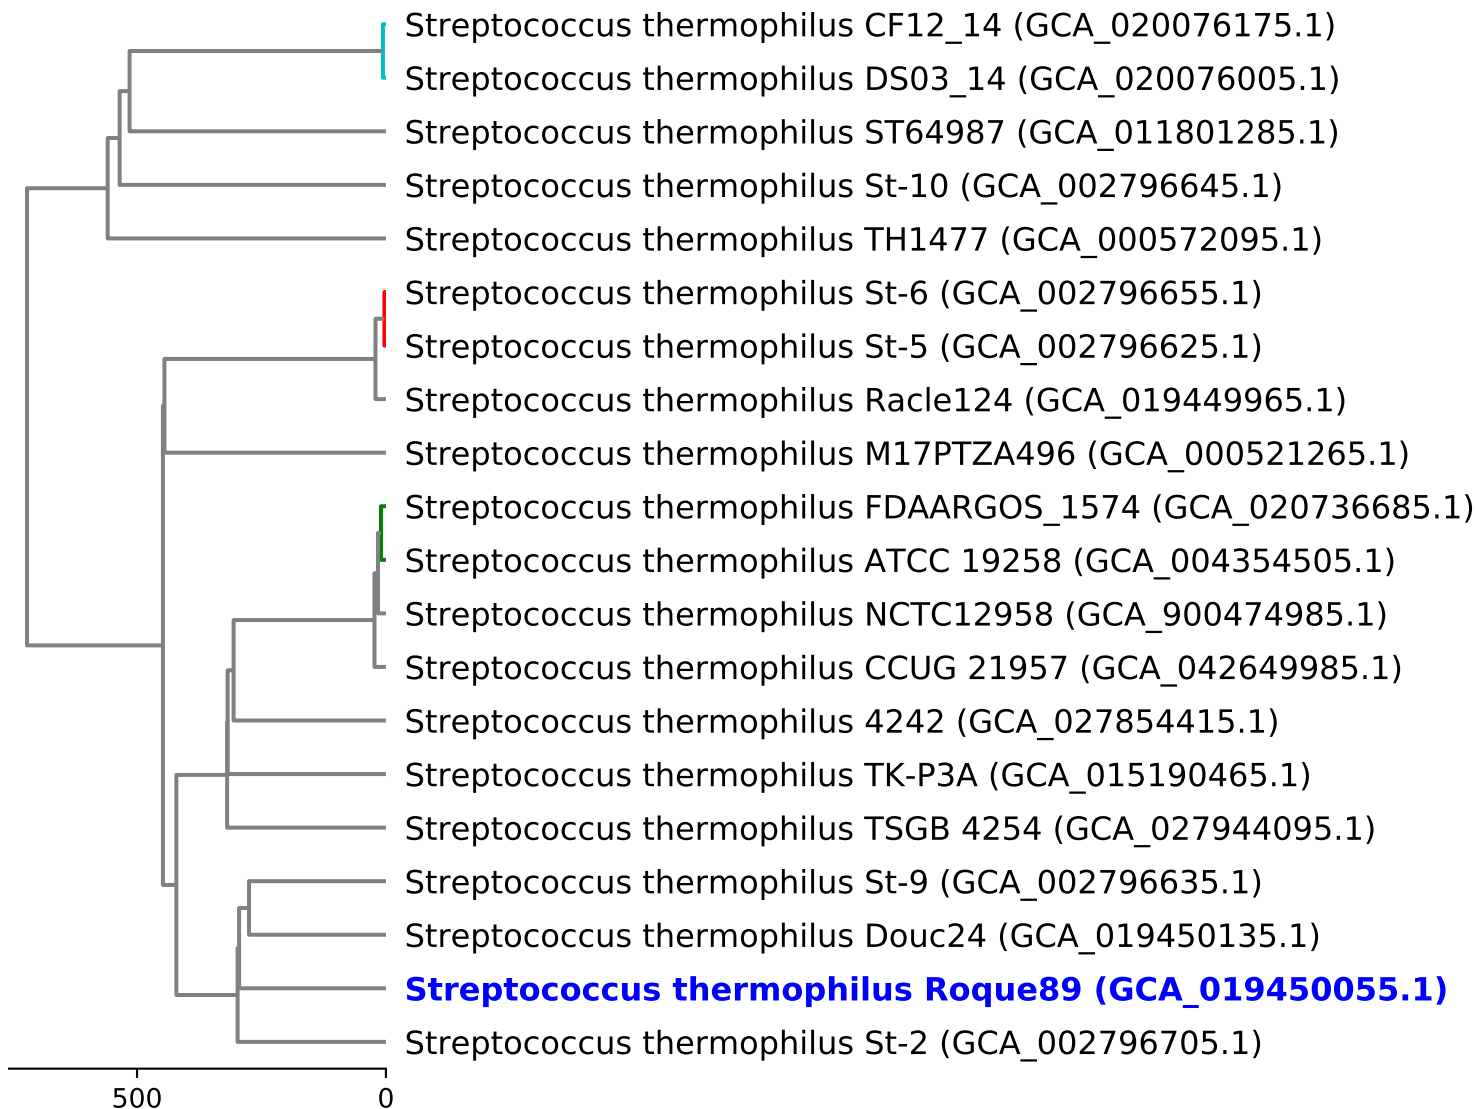 Streptococcus thermophilus CF12_14 (GCA_020076175.1)
Streptococcus thermophilus DS03_14 (GCA_020076005.1)
Streptococcus thermophilus ST64987 (GCA_011801285.1)
Streptococcus thermophilus St-10 (GCA_002796645.1)
Streptococcus thermophilus TH1477 (GCA_000572095.1)
Streptococcus thermophilus St-6 (GCA_002796655.1)
Streptococcus thermophilus St-5 (GCA_002796625.1)
Streptococcus thermophilus Racle124 (GCA_019449965.1)
Streptococcus thermophilus M17PTZA496 (GCA_000521265.1)
Streptococcus thermophilus FDAARGOS_1574 (GCA_020736685.1)
Streptococcus thermophilus ATCC 19258 (GCA_004354505.1)
Streptococcus thermophilus NCTC12958 (GCA_900474985.1)
Streptococcus thermophilus CCUG 21957 (GCA_042649985.1)
Streptococcus thermophilus 4242 (GCA_027854415.1)
Streptococcus thermophilus TK-P3A (GCA_015190465.1)
Streptococcus thermophilus TSGB 4254 (GCA_027944095.1)
Streptococcus thermophilus St-9 (GCA_002796635.1)
Streptococcus thermophilus Douc24 (GCA_019450135.1)
Streptococcus thermophilus Roque89 (GCA_019450055.1)
Streptococcus thermophilus St-2 (GCA_002796705.1)
500 0